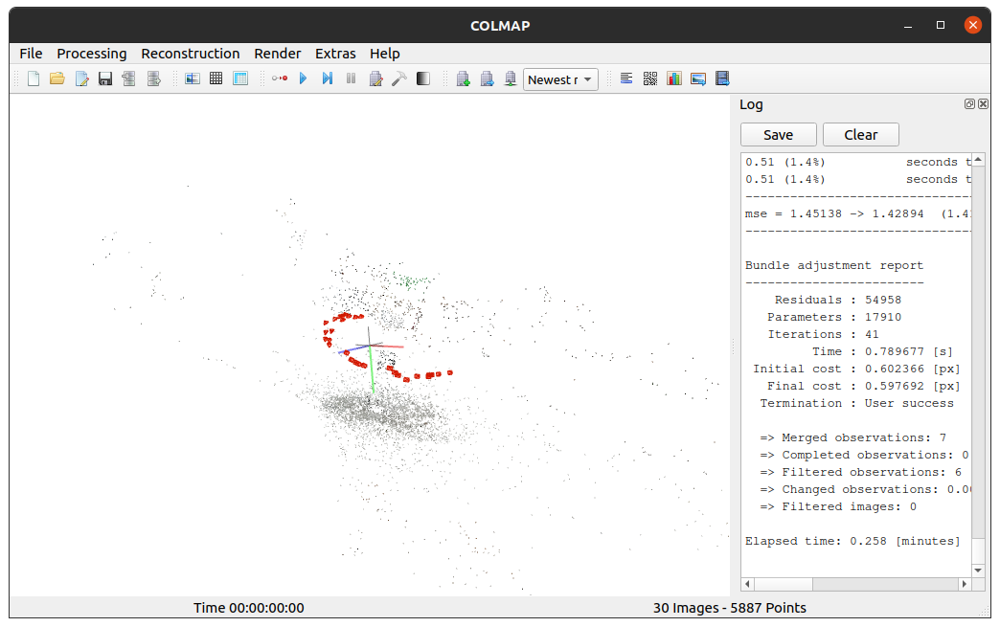 COLMAP
File Processing Reconstruction Render Extras Help
Newest r
Log
Save Clear
0.51 (1.4%) seconds t
0.51 (1.4%) seconds t
-------------------------------
mse = 1.45138 -> 1.42894 (1.4
-------------------------------
Bundle adjustment report
------------------------
Residuals : 54958
Parameters : 17910
Iterations : 41
Time : 0.789677 [s]
Initial cost : 0.602366 [px]
Final cost : 0.597692 [px]
Termination : User success
=> Merged observations: 7
=> Completed observations: 0
=> Filtered observations: 6
=> Changed observations: 0.00
=> Filtered images: 0
Elapsed time: 0.258 [minutes]
Time 00:00:00:00
30 Images - 5887 Points